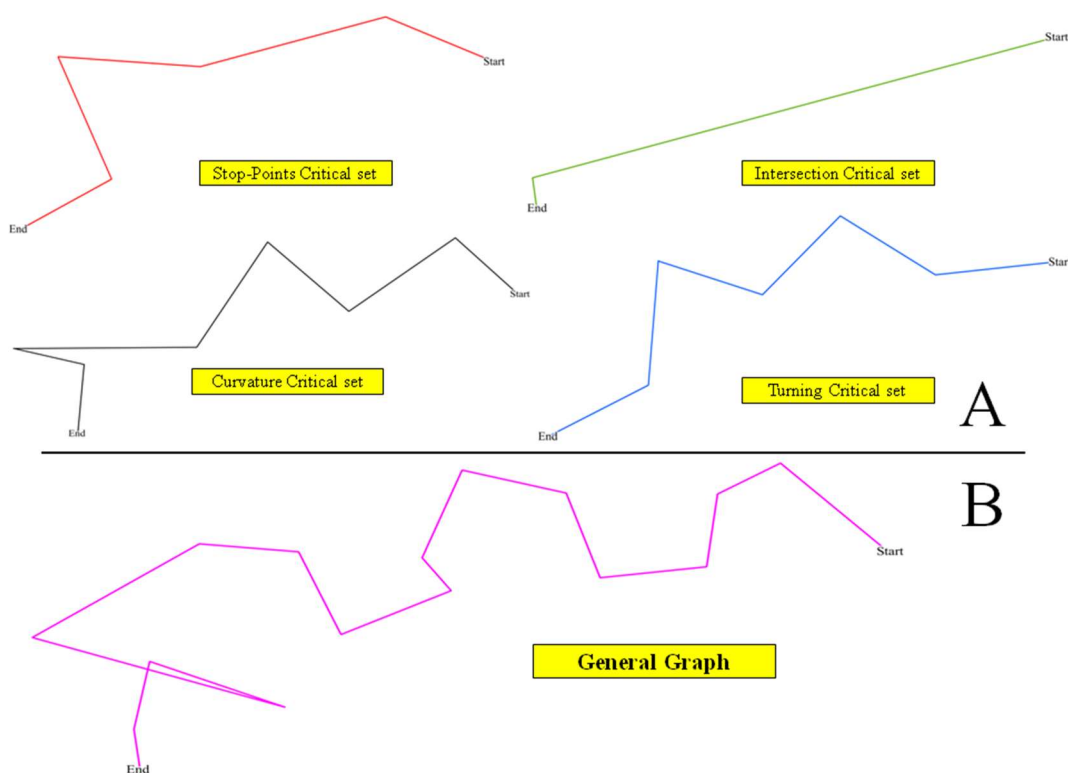 Start
Start
Stop-Points Critical set
Intersection Critical set
End
End
Start
Start
Curvature Critical set
Turning Critical set
A
End
End
B
Start
General Graph
End